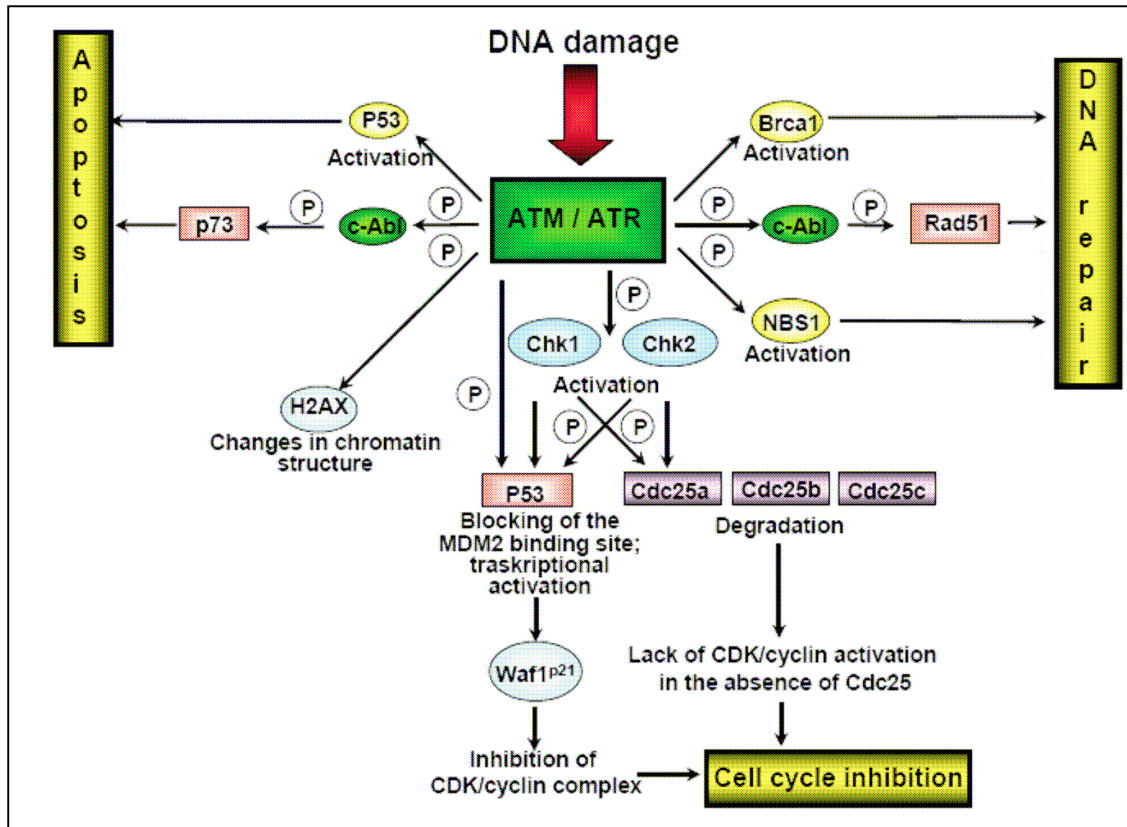 DNA damage
Apoptosis
DNA repair
P53
Activation
Brca1
Activation
ATM / ATR
p73
P
c-Abl
P
P
P
c-Abl
P
Rad51
P
NBS1
Activation
P
Chk1
Chk2
Activation
H2AX
Changes in chromatin
structure
P
P
P
P53
Cdc25a
Cdc25b
Cdc25c
Blocking of the
MDM2 binding site;
traskriptional
activation
Degradation
Waf1p21
Lack of CDK/cyclin activation
in the absence of Cdc25
Inhibition of
CDK/cyclin complex
Cell cycle inhibition